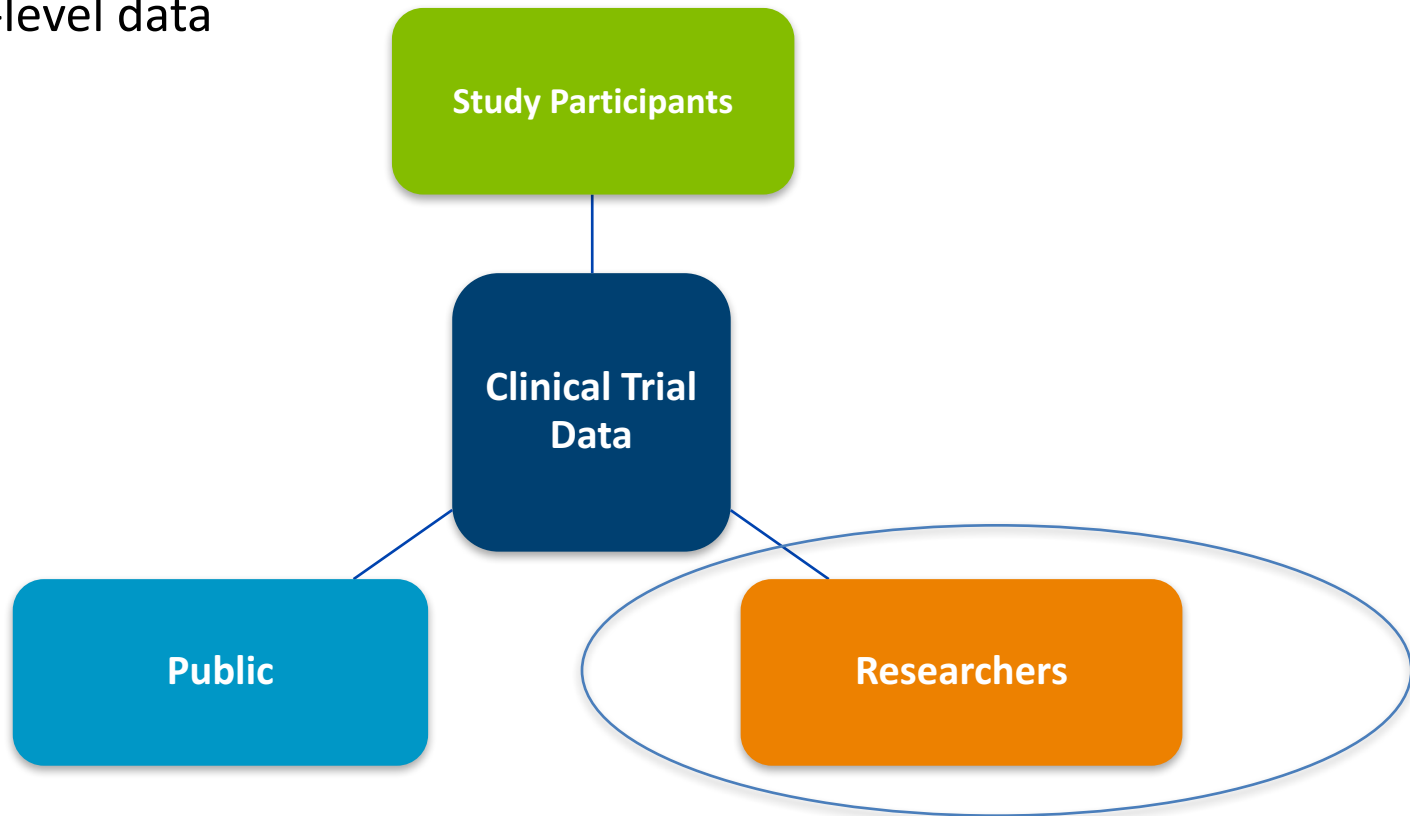 -level data
Study Participants
Clinical Trial
Data
Public
Researchers